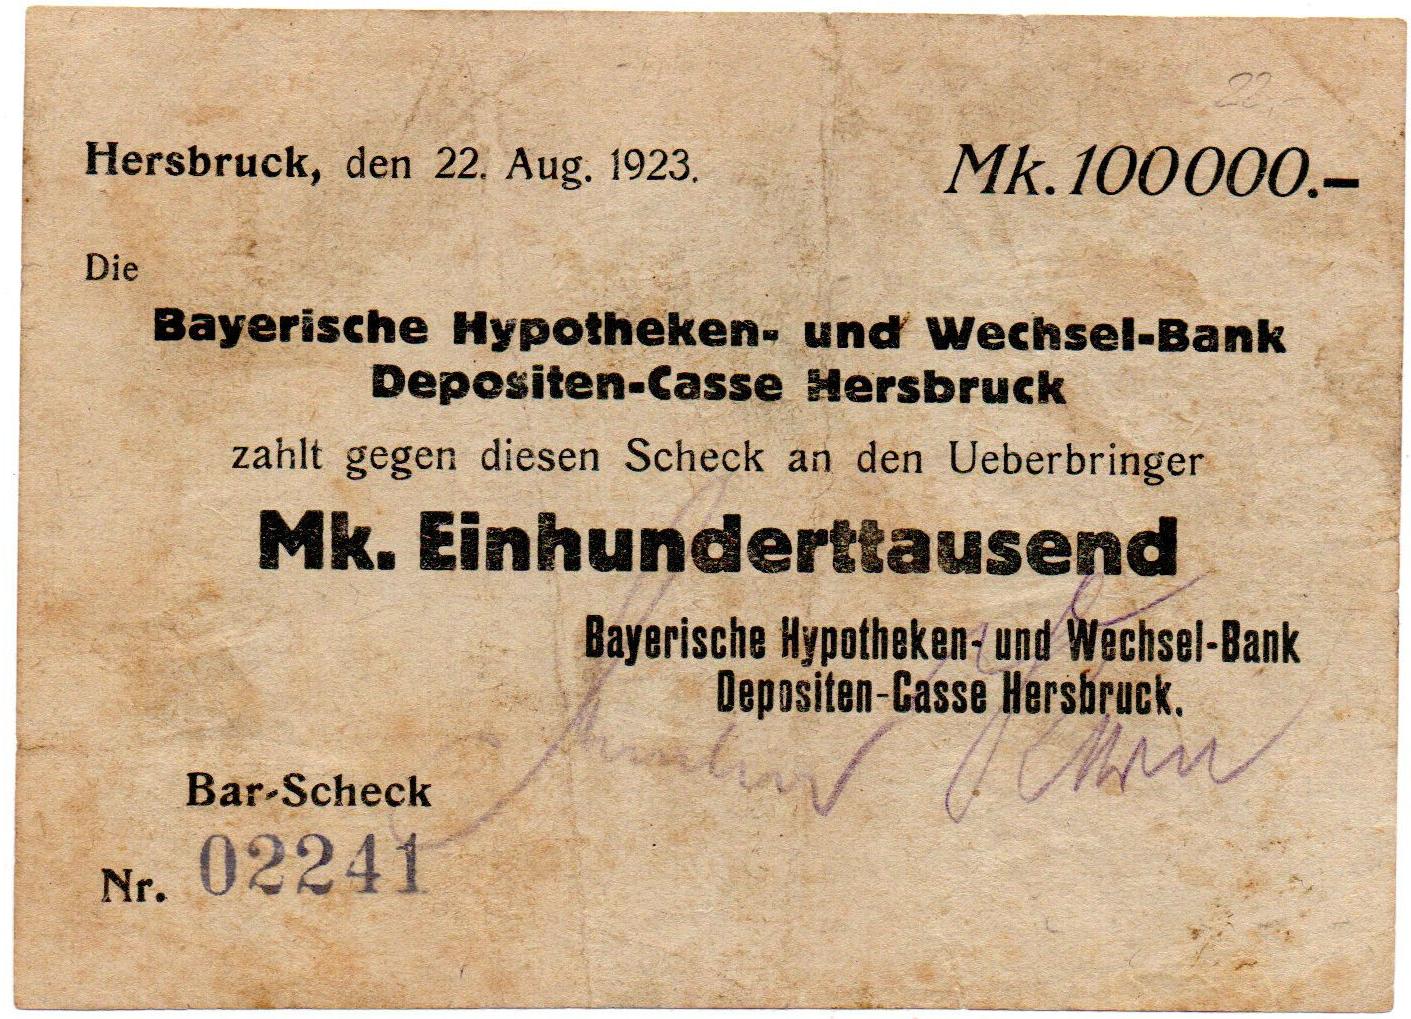 22,-
Hersbruck, den 22. Aug. 1923.
Mk. 100000.–
Die
Bayerische Hypotheken- und Wechsel-Bank
Depositen-Casse Hersbruck
zahlt gegen diesen Scheck an den Ueberbringer
Mk. Einhunderttausend
Bayerische Hypotheken- und Wechsel-Bank
Depositen-Casse Hersbruck.
Bar-Scheck
Nr. 02241